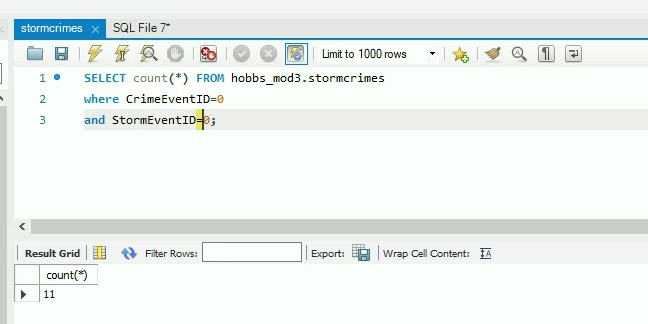 stormcrimes × SQL File 7*
Limit to 1000 rows
1 SELECT count(*) FROM hobbs_mod3.stormcrimes
2 where CrimeEventID=0
3 and StormEventID=0;
Result Grid Filter Rows: Export: Wrap Cell Content: IA
count(*)
11